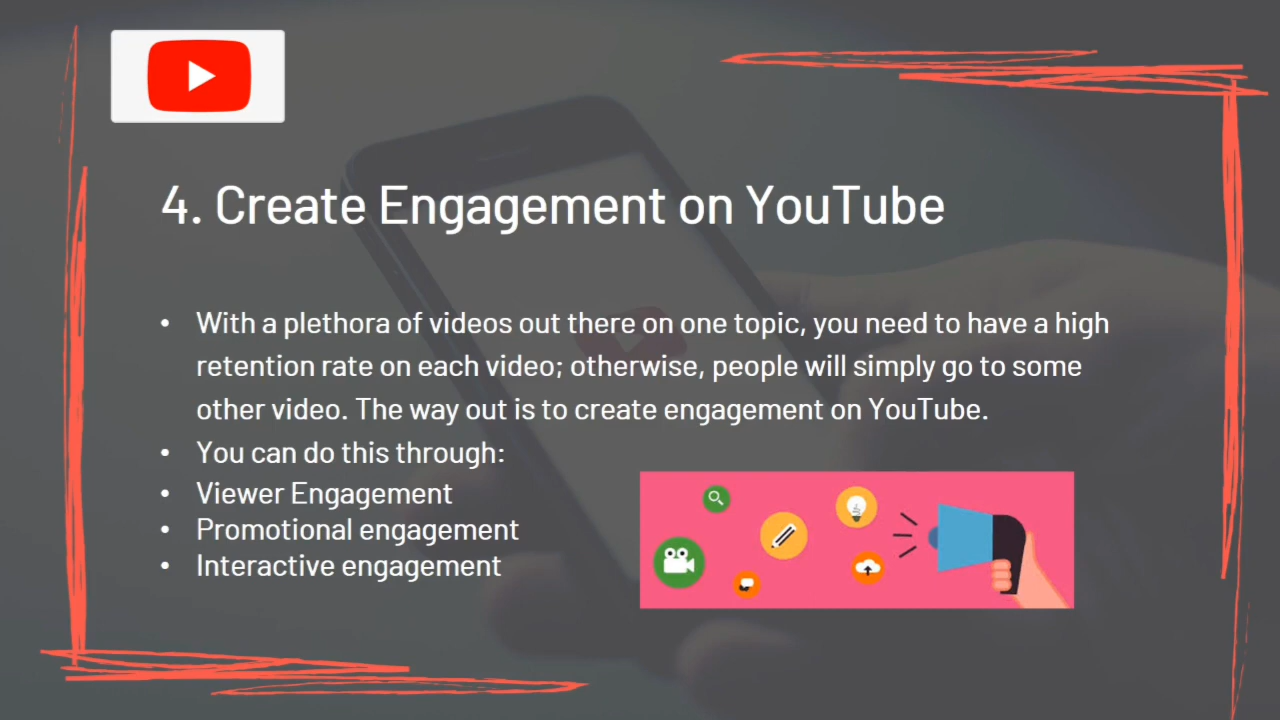 4. Create Engagement on YouTube
• With a plethora of videos out there on one topic, you need to have a high
retention rate on each video; otherwise, people will simply go to some
other video. The way out is to create engagement on YouTube.
• You can do this through:
• Viewer Engagement
• Promotional engagement
• Interactive engagement